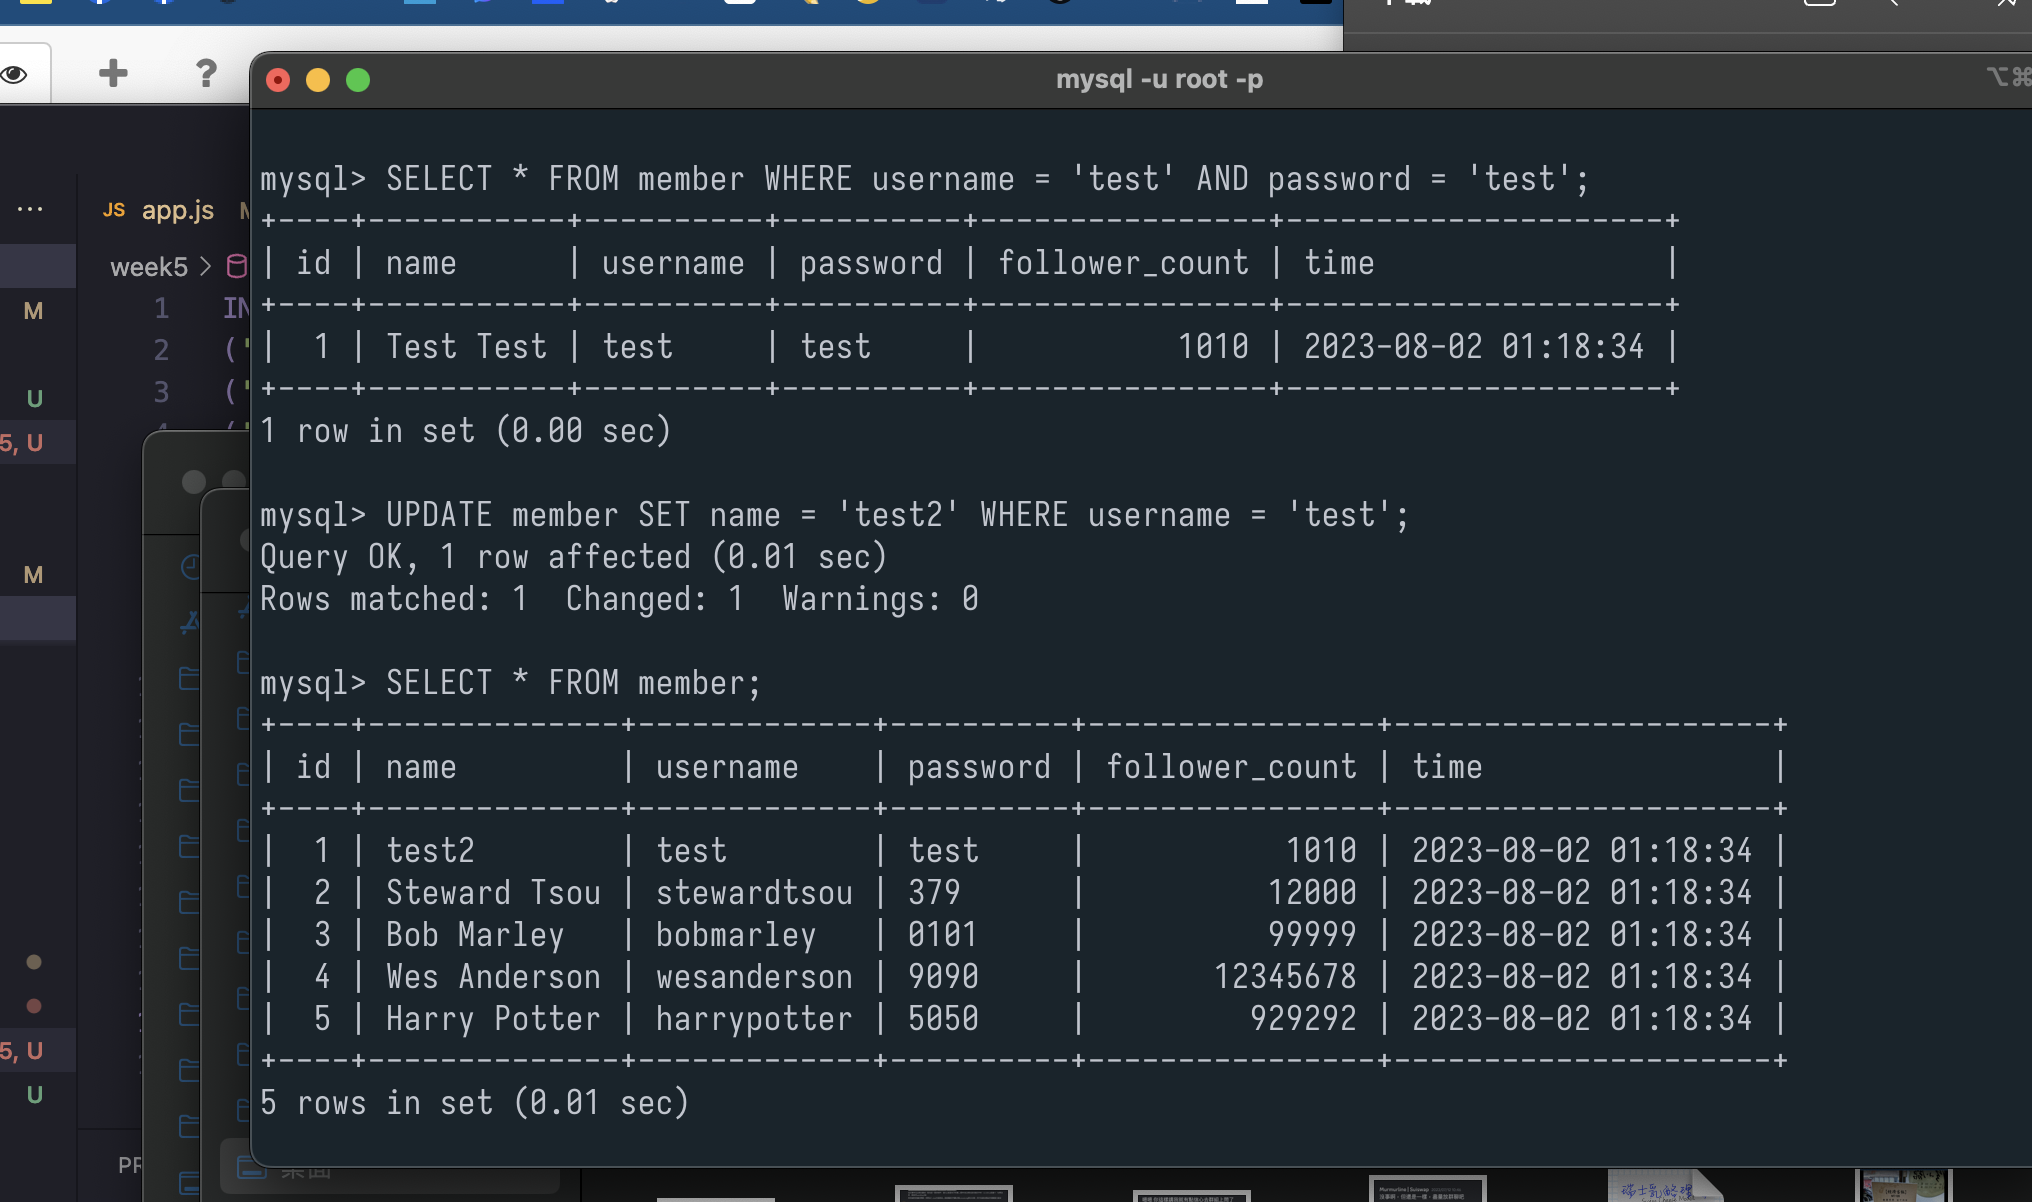 ?
mysql -u root -p
⌥⌘
mysql> SELECT * FROM member WHERE username = 'test' AND password = 'test';
+----+-----------+----------+----------+----------------+---------------------+
| id | name      | username | password | follower_count | time                |
+----+-----------+----------+----------+----------------+---------------------+
|  1 | Test Test | test     | test     |           1010 | 2023-08-02 01:18:34 |
+----+-----------+----------+----------+----------------+---------------------+
1 row in set (0.00 sec)
mysql> UPDATE member SET name = 'test2' WHERE username = 'test';
Query OK, 1 row affected (0.01 sec)
Rows matched: 1  Changed: 1  Warnings: 0
mysql> SELECT * FROM member;
+----+--------------+-------------+----------+----------------+---------------------+
| id | name         | username    | password | follower_count | time                |
+----+--------------+-------------+----------+----------------+---------------------+
|  1 | test2        | test        | test     |           1010 | 2023-08-02 01:18:34 |
|  2 | Steward Tsou | stewardtsou | 379      |          12000 | 2023-08-02 01:18:34 |
|  3 | Bob Marley   | bobmarley   | 0101     |          99999 | 2023-08-02 01:18:34 |
|  4 | Wes Anderson | wesanderson | 9090     |       12345678 | 2023-08-02 01:18:34 |
|  5 | Harry Potter | harrypotter | 5050     |         929292 | 2023-08-02 01:18:34 |
+----+--------------+-------------+----------+----------------+---------------------+
5 rows in set (0.01 sec)
...
JS app.js
week5 >
1 IN
2 ("
3 ("
M
U
5, U
M
5, U
U
PR
桌面